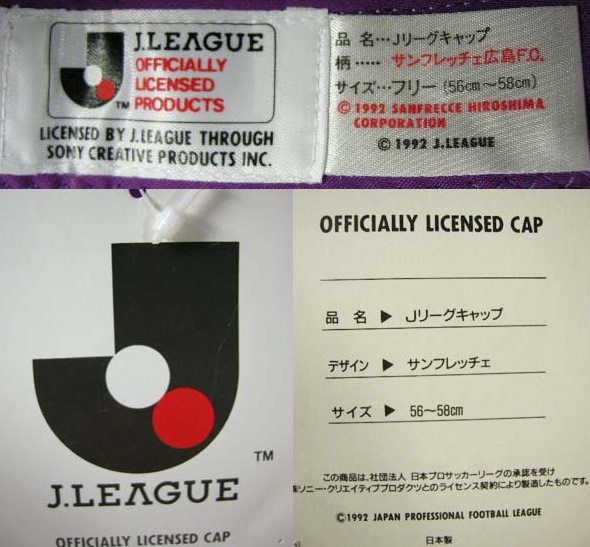 J.LEAGUE
OFFICIALLY
LICENSED
TM PRODUCTS
LICENSED BY J.LEAGUE THROUGH
SONY CREATIVE PRODUCTS INC.
品 名…Jリーグキャップ
柄…‥サンフレッチェ広島F.C.
サイズ…フリー(56cm〜58cm)
© 1992 SANFRECCE HIROSHIMA
CORPORATION
© 1992 J.LEAGUE
TM
J.LEAGUE
OFFICIALLY LICENSED CAP
OFFICIALLY LICENSED CAP
品 名 ▶ Jリーグキャップ
デザイン ▶ サンフレッチェ
サイズ ▶ 56〜58cm
この商品は、社団法人 日本プロサッカーリーグの承認を受け
ソニー・クリエイティブプロダクツとのライセンス契約により製造したものです。
©1992 JAPAN PROFESSIONAL FOOTBALL LEAGUE
日本製